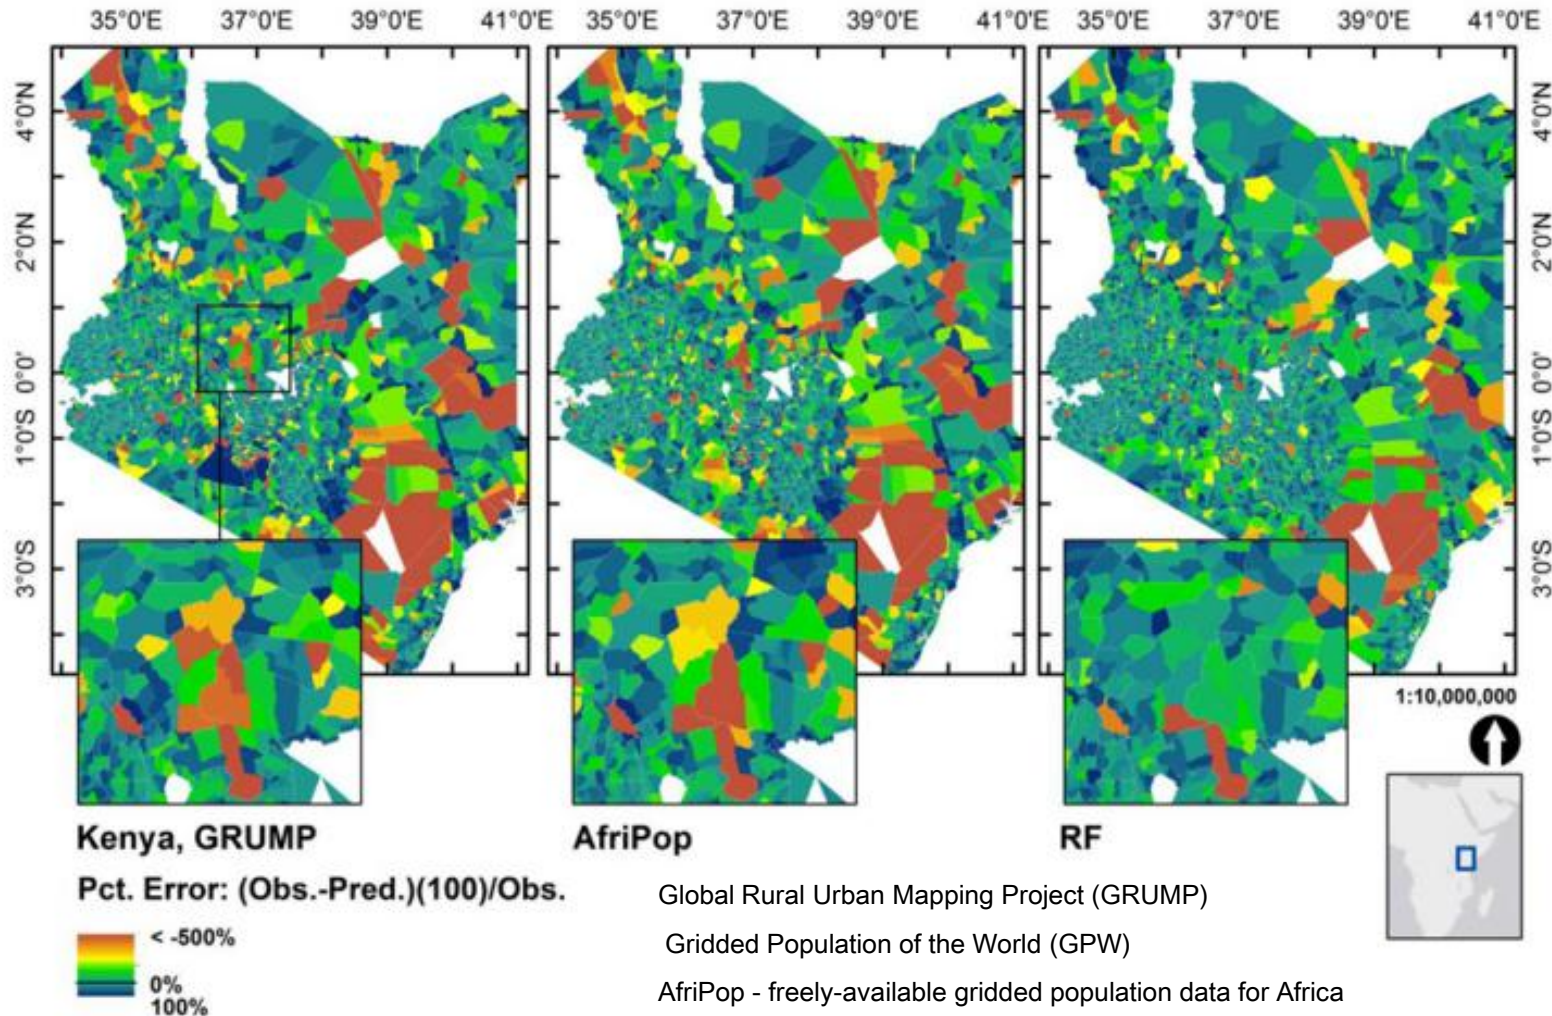 35°0'E 37°0'E 39°0'E 41°0'E 35°0'E 37°0'E 39°0'E 41°0'E 35°0'E 37°0'E 39°0'E 41°0'E
4°0'N 4°0'N
2°0'N 2°0'N
0°0' 0°0'
1°0'S 1°0'S
3°0'S 3°0'S
1:10,000,000
Kenya, GRUMP AfriPop RF
Pct. Error: (Obs.-Pred.)(100)/Obs.
< -500%
0%
100%
Global Rural Urban Mapping Project (GRUMP)
Gridded Population of the World (GPW)
AfriPop - freely-available gridded population data for Africa